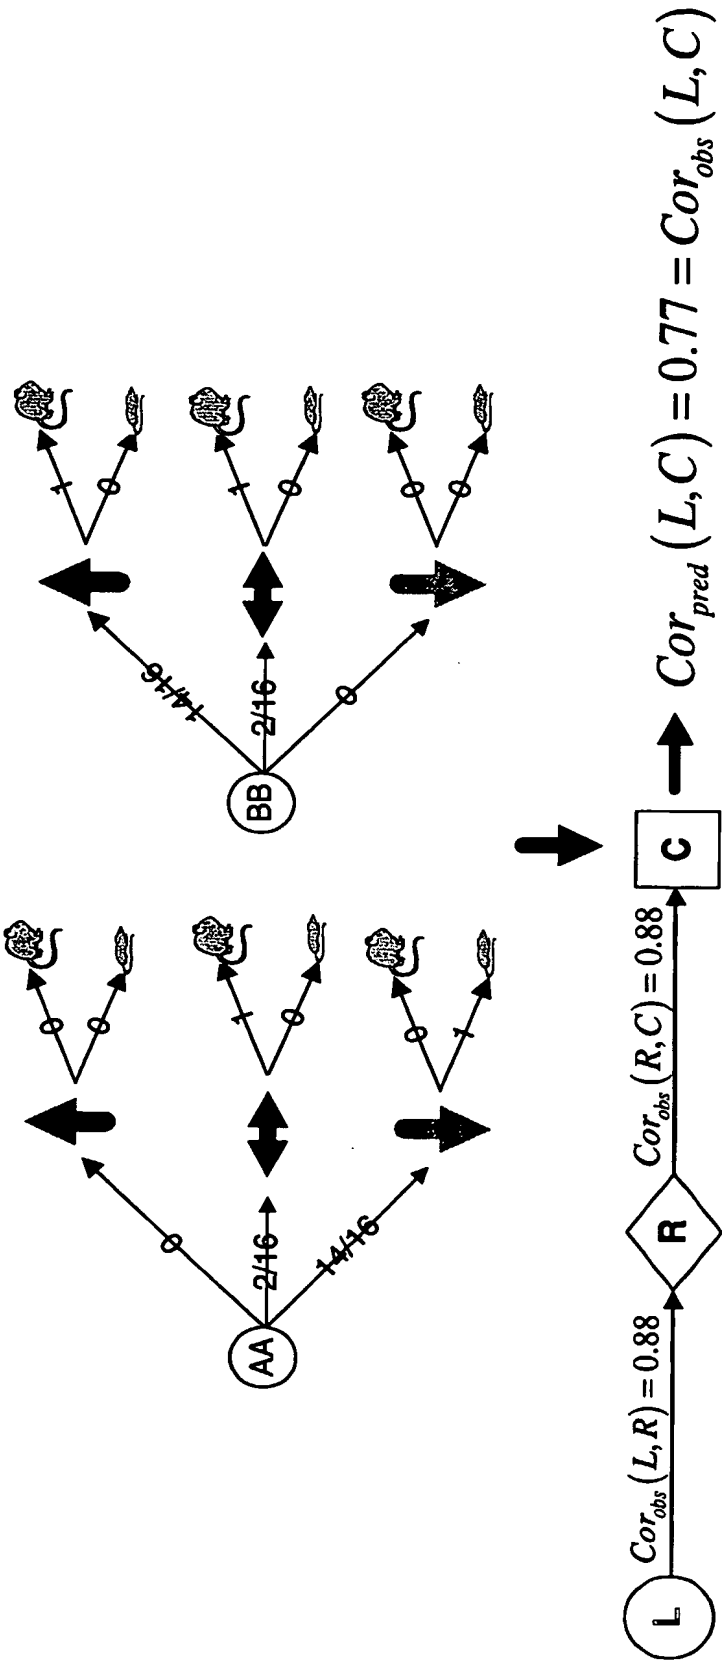 AA
0
2/16
14/16
0
0
1
0
0
1
BB
14/16
2/16
0
1
0
1
0
0
0
L
Cor_obs (L, R) = 0.88
R
Cor_obs (R, C) = 0.88
C
Cor_pred (L, C) = 0.77 = Cor_obs (L, C)